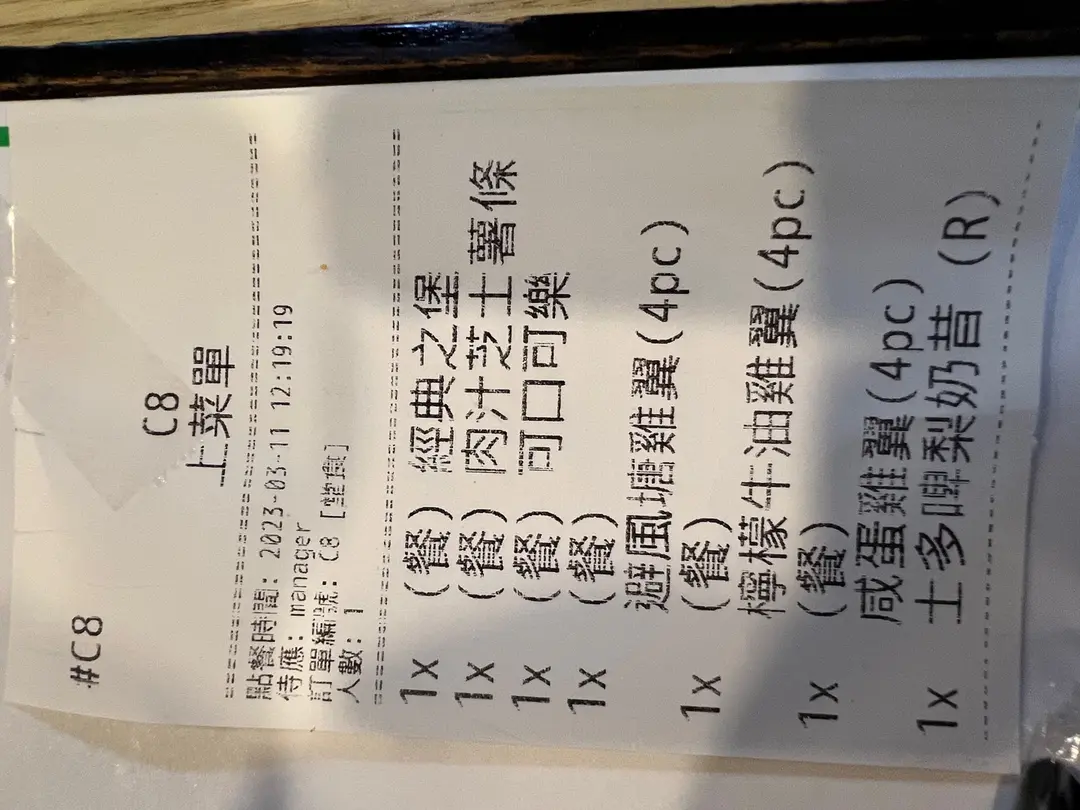 #C8
C8
上菜單
點餐時間: 2023-03-11 12:19:19
侍應: manager
訂單編號: C8 [堂食]
人數: 1
1x (餐) 經典之堡
1x (餐) 肉汁芝士薯條
1x (餐) 可口可樂
1x (餐)
避風塘雞翼(4pc)
1x (餐)
檸檬牛油雞翼(4pc)
1x (餐)
咸蛋雞翼(4pc)
1x 士多啤梨奶昔 (R)